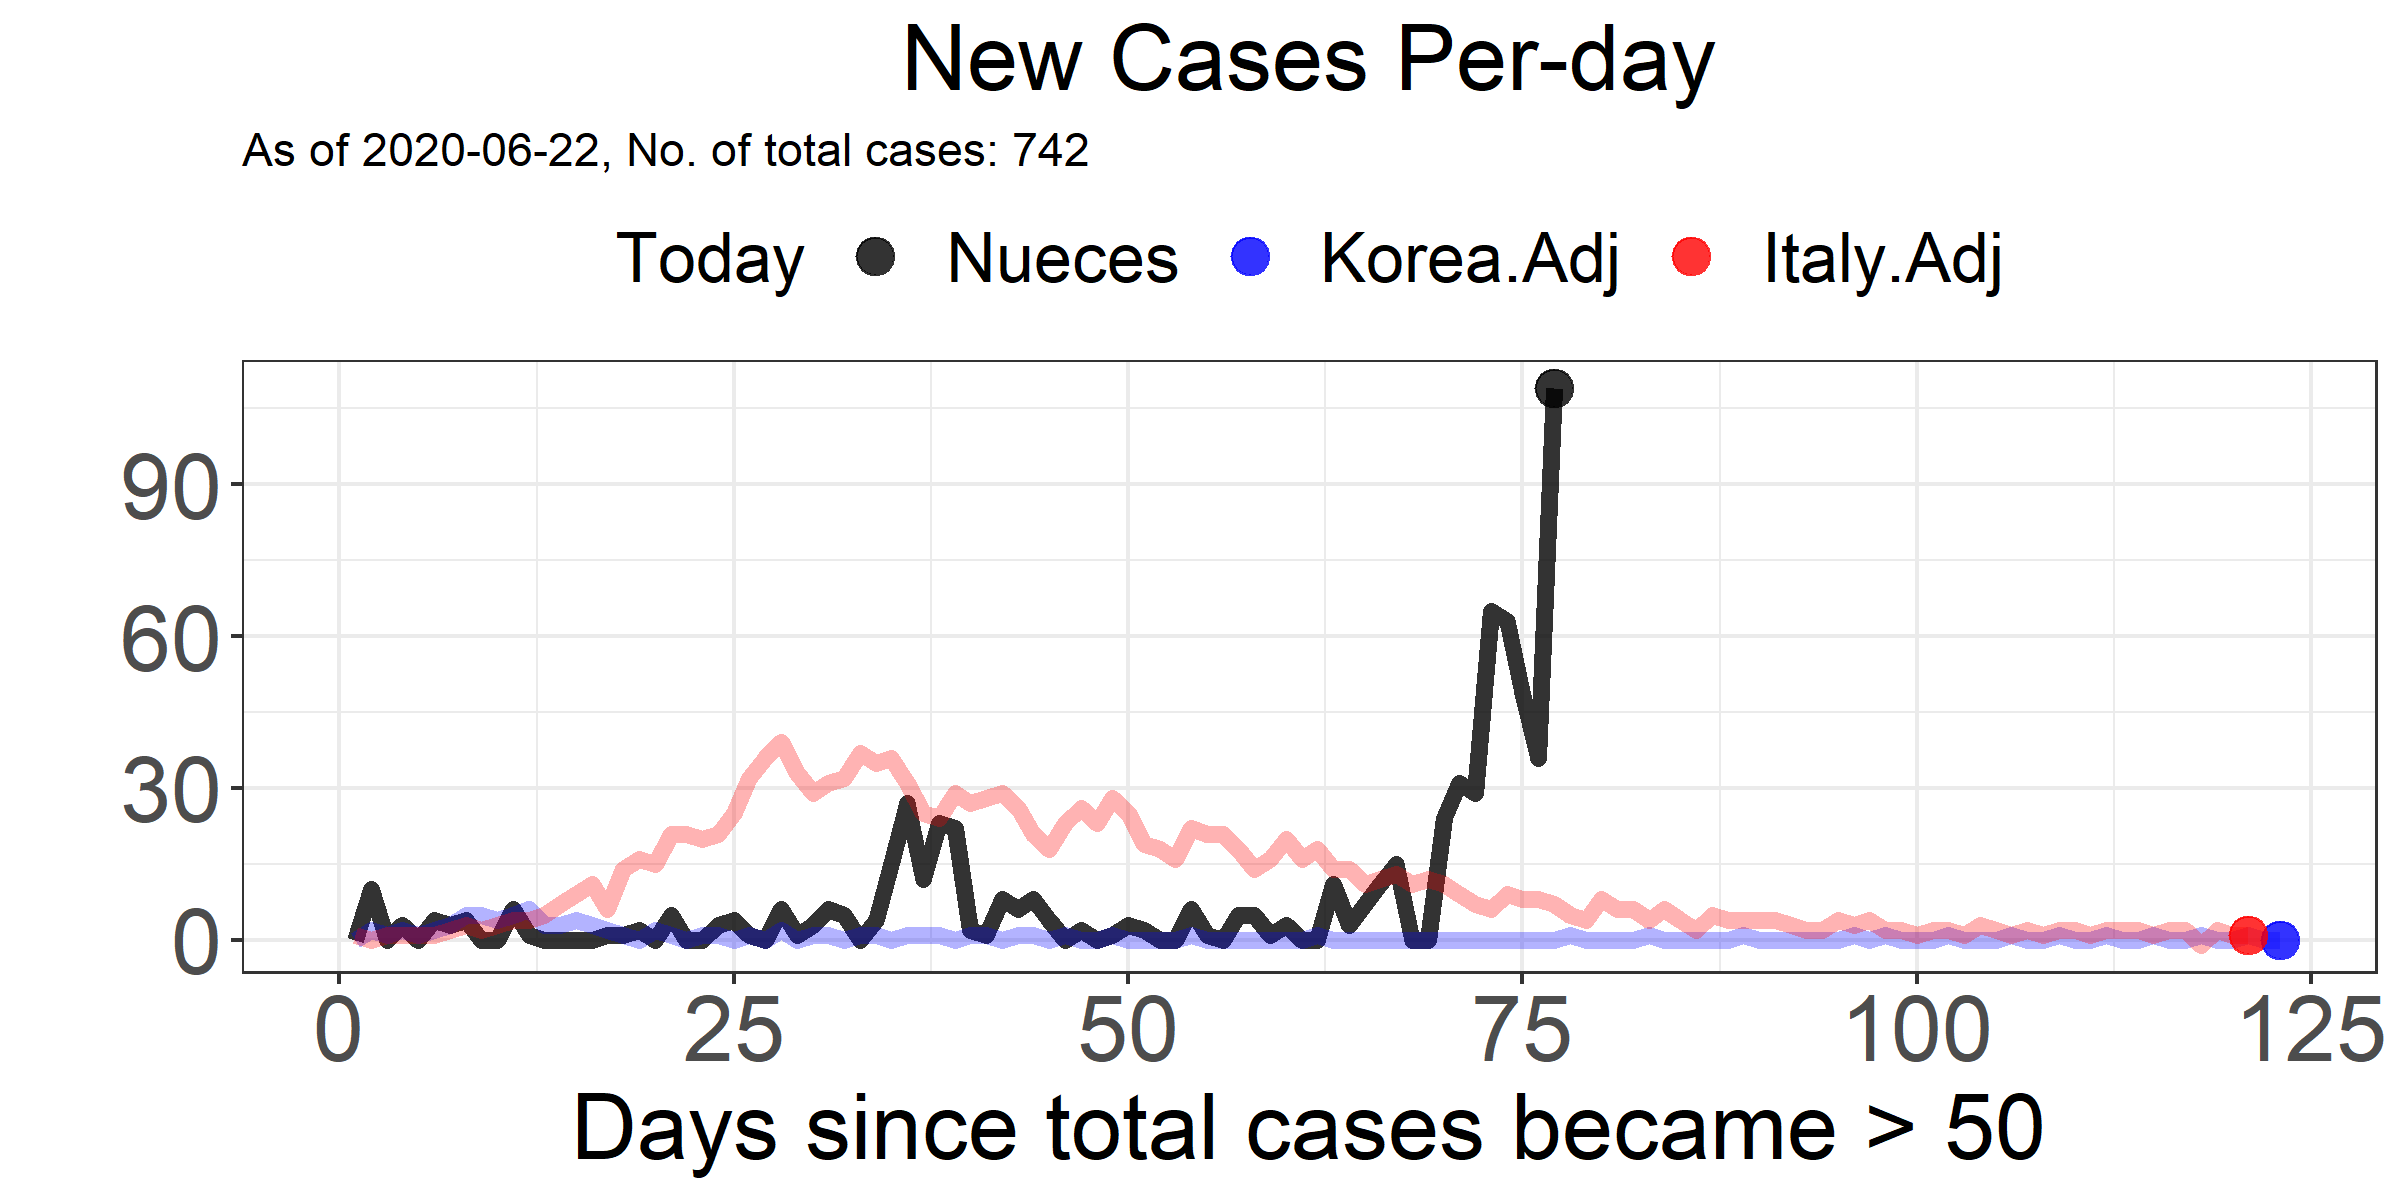 New Cases Per-day
As of 2020-06-22, No. of total cases: 742
Today Nueces Korea.Adj Italy.Adj
90
60
30
0
0 25 50 75 100 125
Days since total cases became > 50